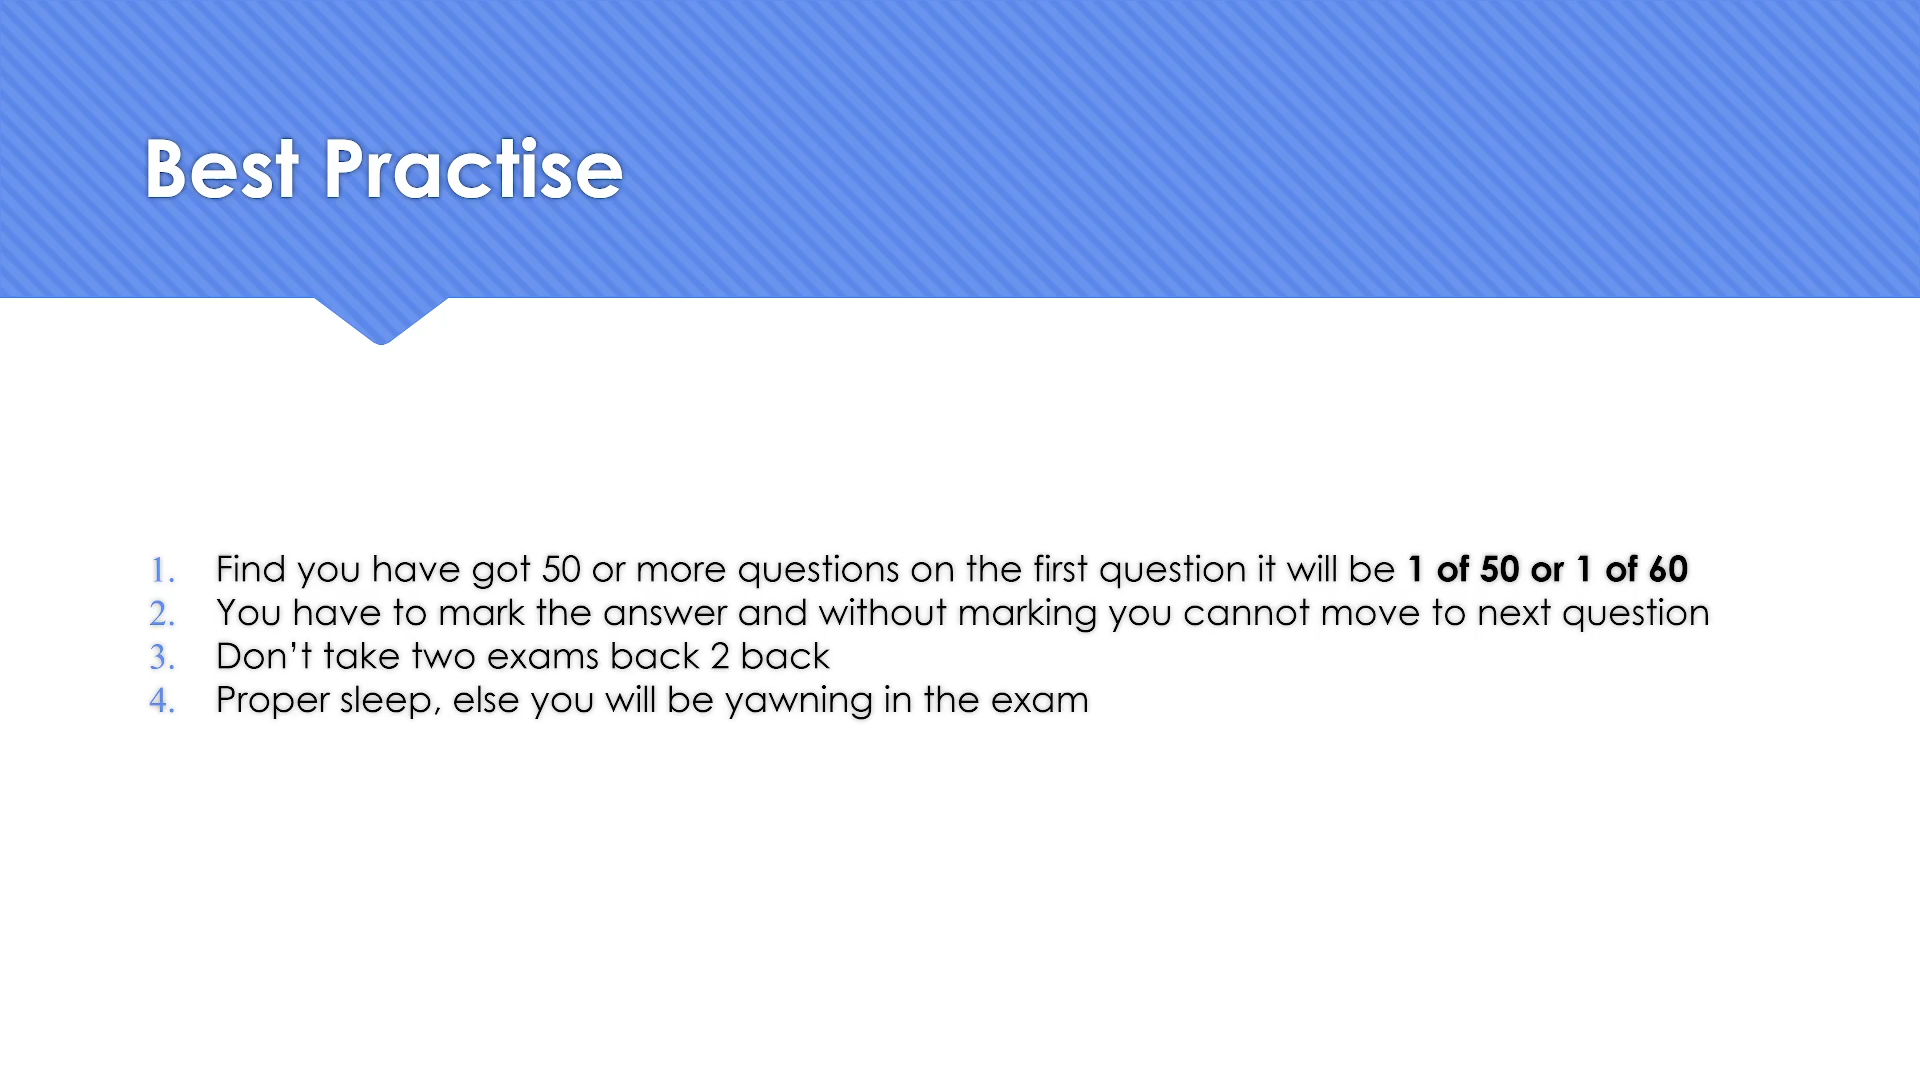 Best Practise
1. Find you have got 50 or more questions on the first question it will be 1 of 50 or 1 of 60
2. You have to mark the answer and without marking you cannot move to next question
3. Don’t take two exams back 2 back
4. Proper sleep, else you will be yawning in the exam